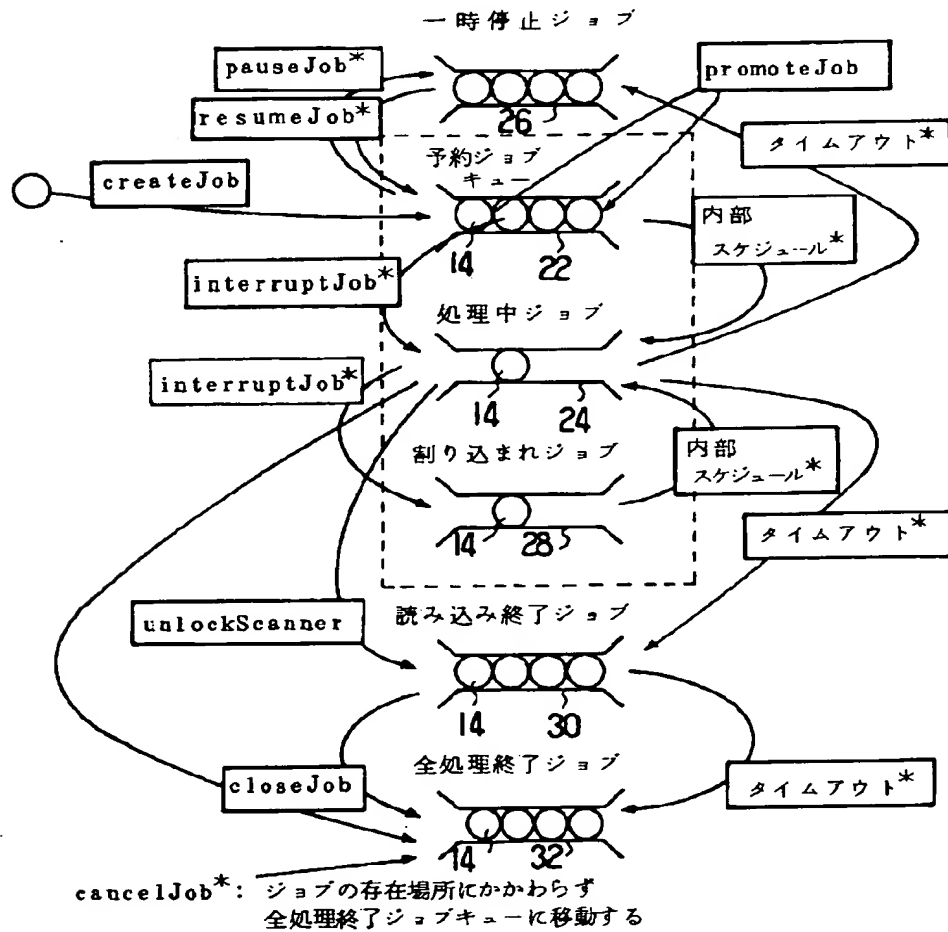 一時停止ジョブ
pauseJob*
promoteJob
resumeJob*
26
タイムアウト*
予約ジョブ
キュー
createJob
内部
スケジュール*
14
22
interruptJob*
処理中ジョブ
interruptJob*
14
24
割り込まれジョブ
内部
スケジュール*
14
28
タイムアウト*
読み込み終了ジョブ
unlockScanner
14
30
全処理終了ジョブ
closeJob
タイムアウト*
14
32
cancelJob*: ジョブの存在場所にかかわらず
全処理終了ジョブキューに移動する